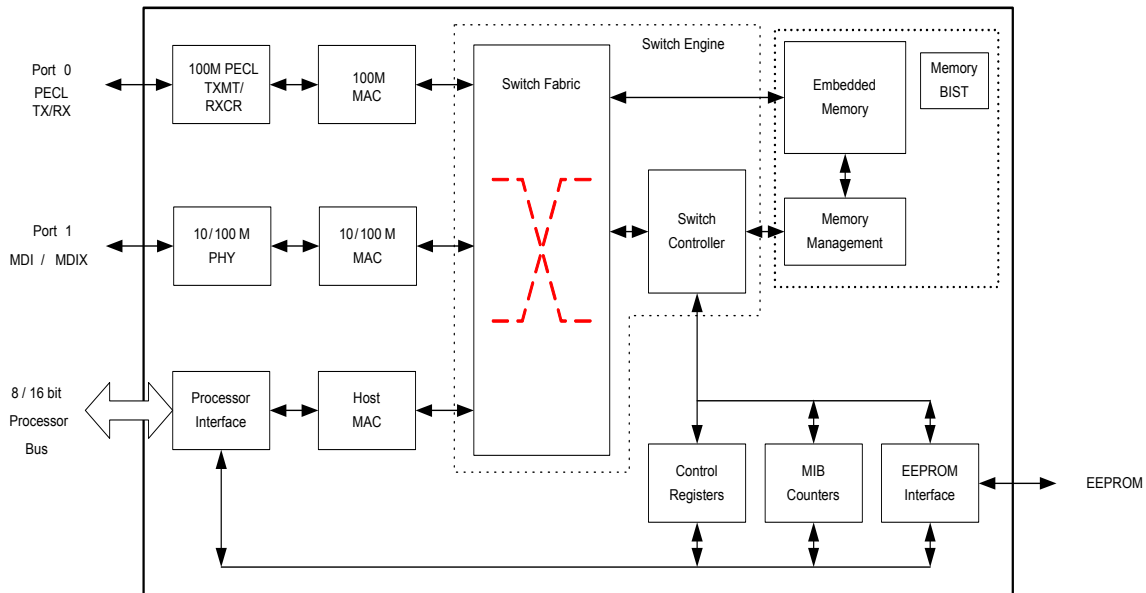 Port 0
PECL
TX/RX
100M PECL
TXMT/
RXCR
100M
MAC
Switch Fabric
Switch Engine
Embedded
Memory
Memory
BIST
Port 1
MDI / MDIX
10/100 M
PHY
10/100 M
MAC
Switch
Controller
Memory
Management
8 / 16 bit
Processor
Bus
Processor
Interface
Host
MAC
Control
Registers
MIB
Counters
EEPROM
Interface
EEPROM